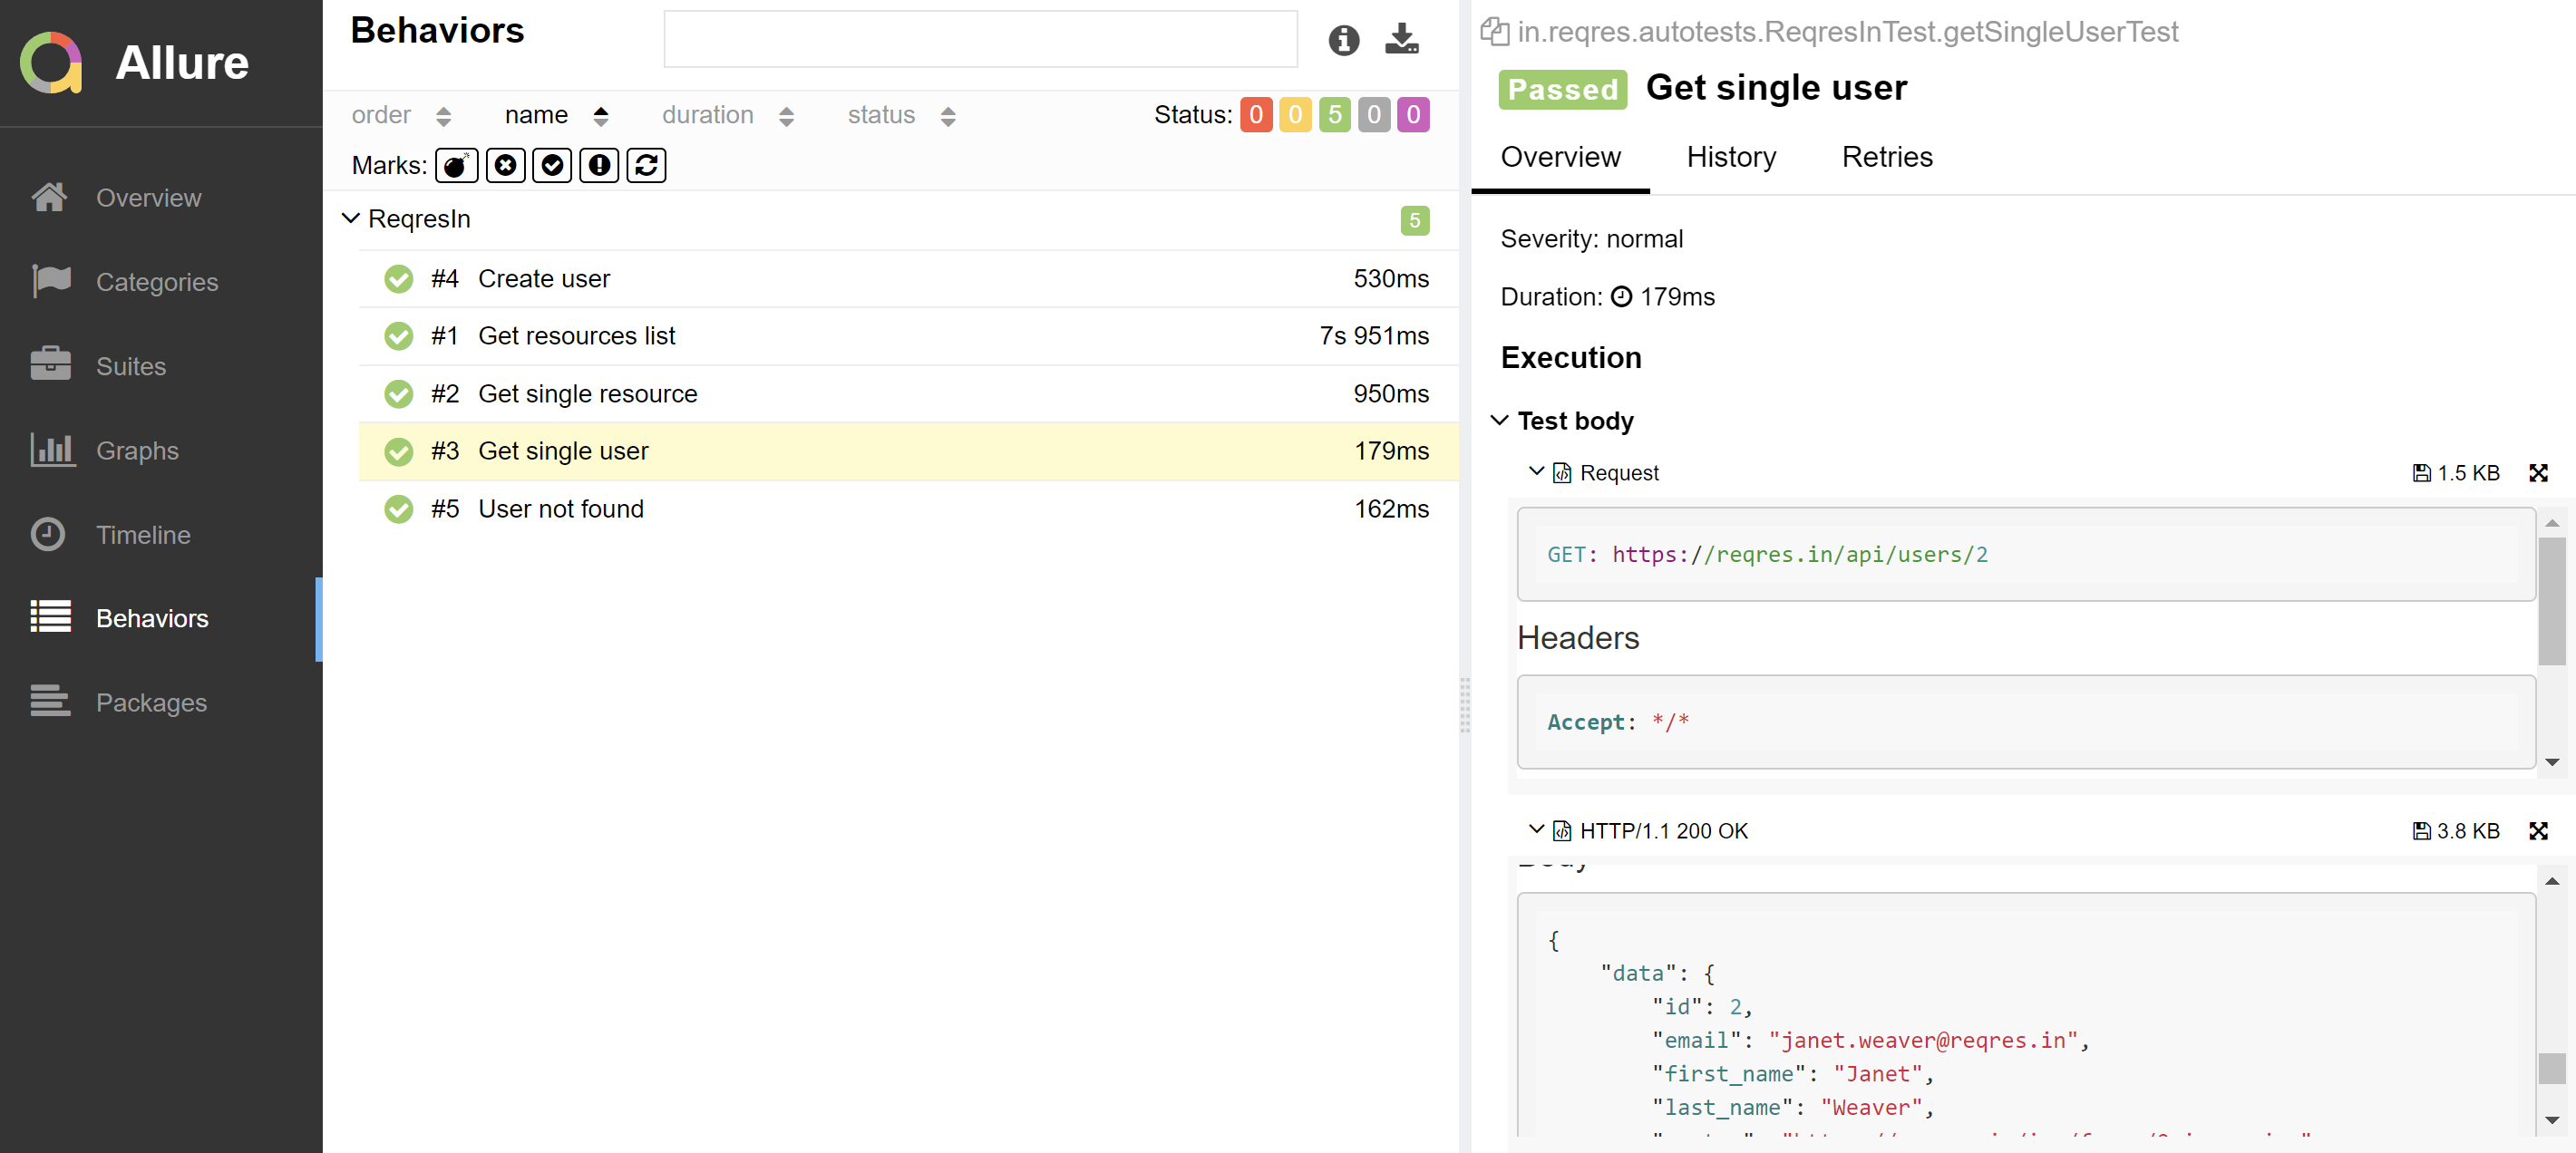 Allure
Overview
Categories
Suites
Graphs
Timeline
Behaviors
Packages
Behaviors
order name duration status Status: 0 0 5 0 0
Marks:
ReqresIn 5
#4 Create user 530ms
#1 Get resources list 7s 951ms
#2 Get single resource 950ms
#3 Get single user 179ms
#5 User not found 162ms
in.reqres.autotests.ReqresInTest.getSingleUserTest
Passed Get single user
Overview History Retries
Severity: normal
Duration: 179ms
Execution
Test body
Request 1.5 KB
GET: https://reqres.in/api/users/2
Headers
Accept: */*
HTTP/1.1 200 OK 3.8 KB
{
"data": {
"id": 2,
"email": "janet.weaver@reqres.in",
"first_name": "Janet",
"last_name": "Weaver",